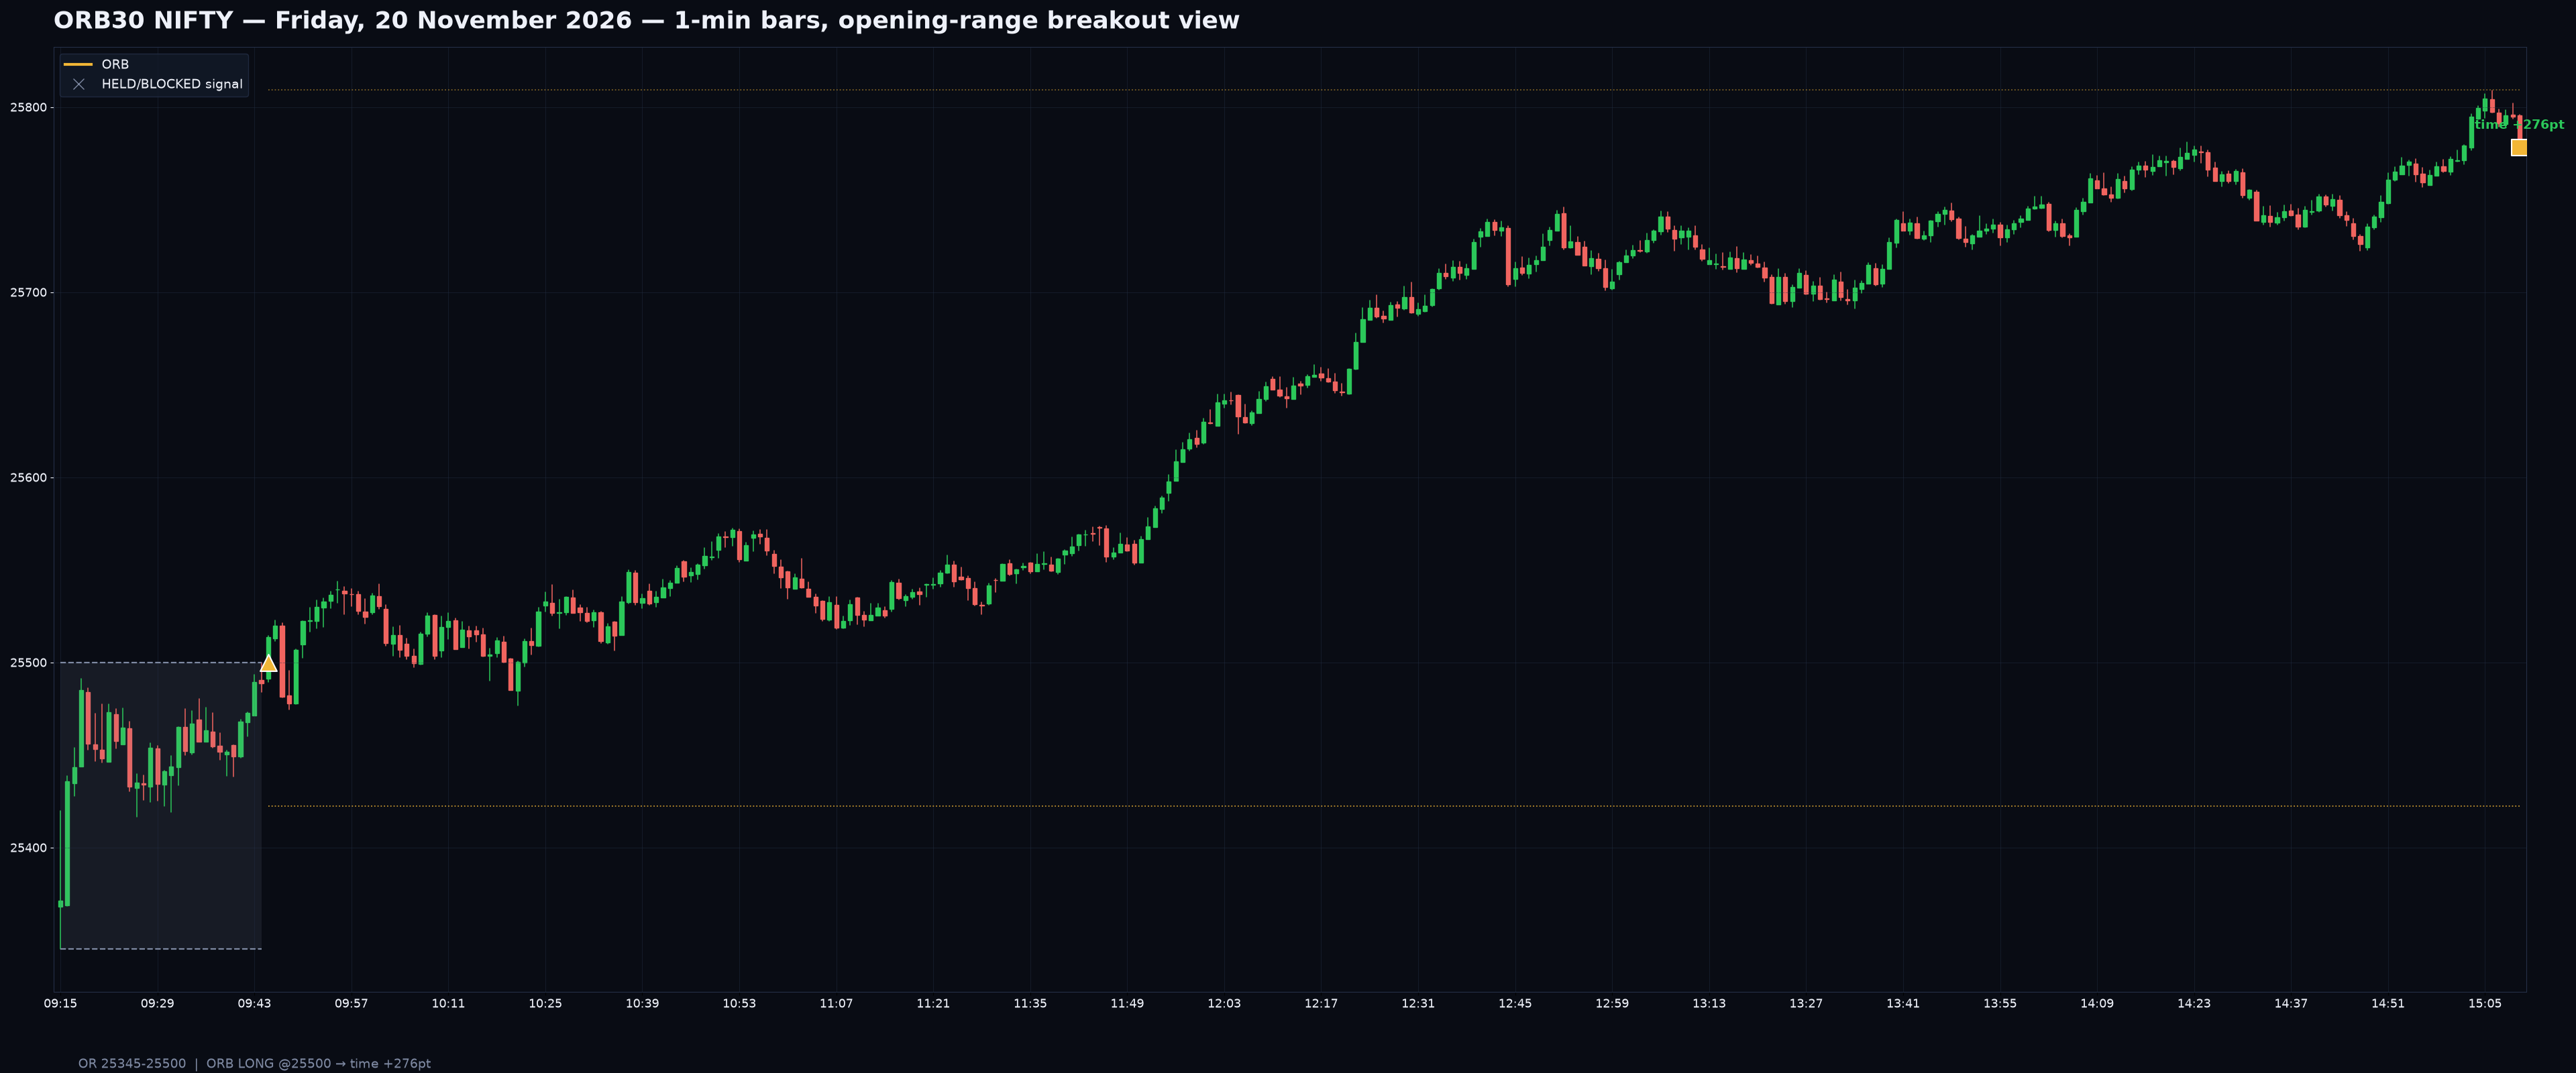 ORB30 NIFTY — Friday, 20 November 2026 — 1-min bars, opening-range breakout view
ORB
HELD/BLOCKED signal
25800
25700
25600
25500
25400
time +276pt
09:15 09:29 09:43 09:57 10:11 10:25 10:39 10:53 11:07 11:21 11:35 11:49 12:03 12:17 12:31 12:45 12:59 13:13 13:27 13:41 13:55 14:09 14:23 14:37 14:51 15:05
OR 25345-25500 | ORB LONG @25500 → time +276pt